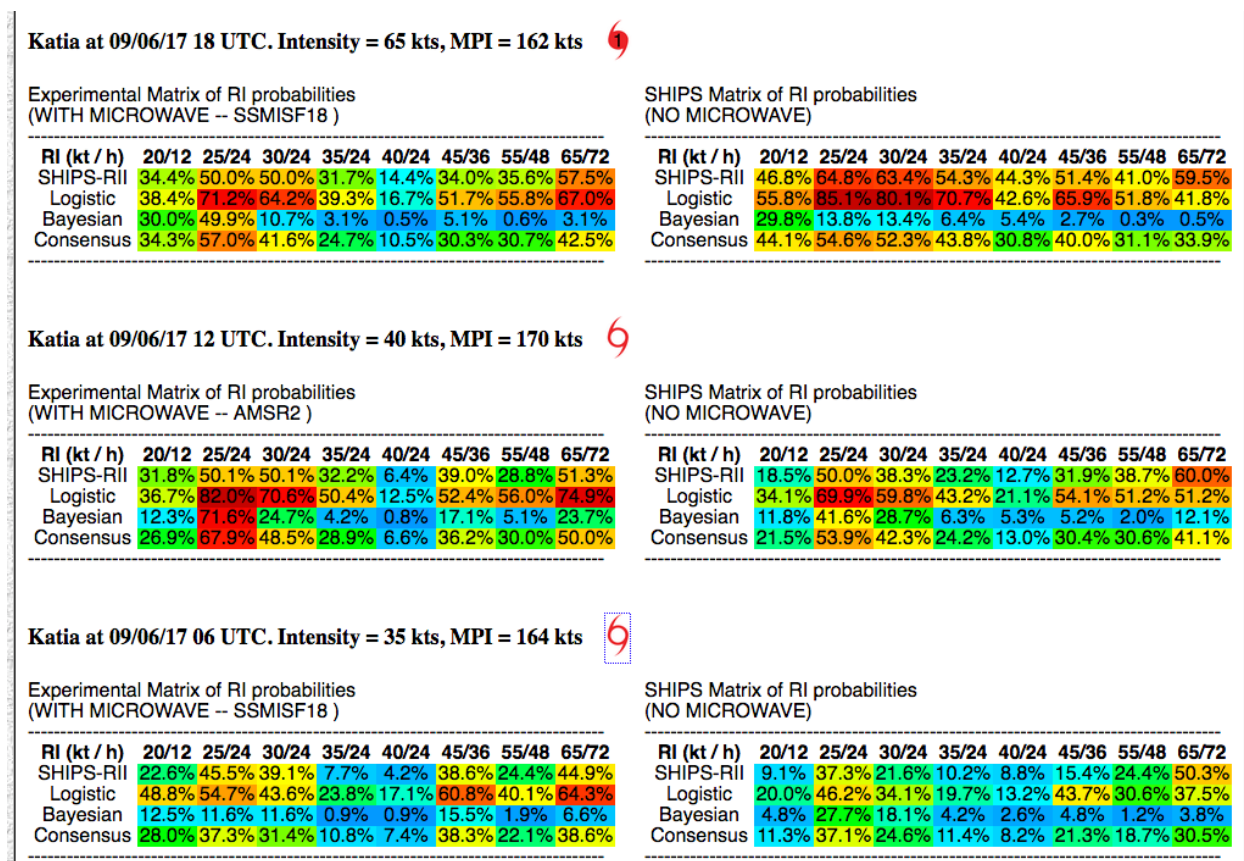 Katia at 09/06/17 18 UTC. Intensity = 65 kts, MPI = 162 kts 1
Experimental Matrix of RI probabilities
(WITH MICROWAVE -- SSMISF18 )
RI (kt / h) 20/12 25/24 30/24 35/24 40/24 45/36 55/48 65/72
SHIPS-RII 34.4% 50.0% 50.0% 31.7% 14.4% 34.0% 35.6% 57.5%
Logistic 38.4% 71.2% 64.2% 39.3% 16.7% 51.7% 55.8% 67.0%
Bayesian 30.0% 49.9% 10.7% 3.1% 0.5% 5.1% 0.6% 3.1%
Consensus 34.3% 57.0% 41.6% 24.7% 10.5% 30.3% 30.7% 42.5%
SHIPS Matrix of RI probabilities
(NO MICROWAVE)
RI (kt / h) 20/12 25/24 30/24 35/24 40/24 45/36 55/48 65/72
SHIPS-RII 46.8% 64.8% 63.4% 54.3% 44.3% 51.4% 41.0% 59.5%
Logistic 55.8% 85.1% 80.1% 70.7% 42.6% 65.9% 51.8% 41.8%
Bayesian 29.8% 13.8% 13.4% 6.4% 5.4% 2.7% 0.3% 0.5%
Consensus 44.1% 54.6% 52.3% 43.8% 30.8% 40.0% 31.1% 33.9%
Katia at 09/06/17 12 UTC. Intensity = 40 kts, MPI = 170 kts
Experimental Matrix of RI probabilities
(WITH MICROWAVE -- AMSR2 )
RI (kt / h) 20/12 25/24 30/24 35/24 40/24 45/36 55/48 65/72
SHIPS-RII 31.8% 50.1% 50.1% 32.2% 6.4% 39.0% 28.8% 51.3%
Logistic 36.7% 82.0% 70.6% 50.4% 12.5% 52.4% 56.0% 74.9%
Bayesian 12.3% 71.6% 24.7% 4.2% 0.8% 17.1% 5.1% 23.7%
Consensus 26.9% 67.9% 48.5% 28.9% 6.6% 36.2% 30.0% 50.0%
SHIPS Matrix of RI probabilities
(NO MICROWAVE)
RI (kt / h) 20/12 25/24 30/24 35/24 40/24 45/36 55/48 65/72
SHIPS-RII 18.5% 50.0% 38.3% 23.2% 12.7% 31.9% 38.7% 60.0%
Logistic 34.1% 69.9% 59.8% 43.2% 21.1% 54.1% 51.2% 51.2%
Bayesian 11.8% 41.6% 28.7% 6.3% 5.3% 5.2% 2.0% 12.1%
Consensus 21.5% 53.9% 42.3% 24.2% 13.0% 30.4% 30.6% 41.1%
Katia at 09/06/17 06 UTC. Intensity = 35 kts, MPI = 164 kts
Experimental Matrix of RI probabilities
(WITH MICROWAVE -- SSMISF18 )
RI (kt / h) 20/12 25/24 30/24 35/24 40/24 45/36 55/48 65/72
SHIPS-RII 22.6% 45.5% 39.1% 7.7% 4.2% 38.6% 24.4% 44.9%
Logistic 48.8% 54.7% 43.6% 23.8% 17.1% 60.8% 40.1% 64.3%
Bayesian 12.5% 11.6% 11.6% 0.9% 0.9% 15.5% 1.9% 6.6%
Consensus 28.0% 37.3% 31.4% 10.8% 7.4% 38.3% 22.1% 38.6%
SHIPS Matrix of RI probabilities
(NO MICROWAVE)
RI (kt / h) 20/12 25/24 30/24 35/24 40/24 45/36 55/48 65/72
SHIPS-RII 9.1% 37.3% 21.6% 10.2% 8.8% 15.4% 24.4% 50.3%
Logistic 20.0% 46.2% 34.1% 19.7% 13.2% 43.7% 30.6% 37.5%
Bayesian 4.8% 27.7% 18.1% 4.2% 2.6% 4.8% 1.2% 3.8%
Consensus 11.3% 37.1% 24.6% 11.4% 8.2% 21.3% 18.7% 30.5%